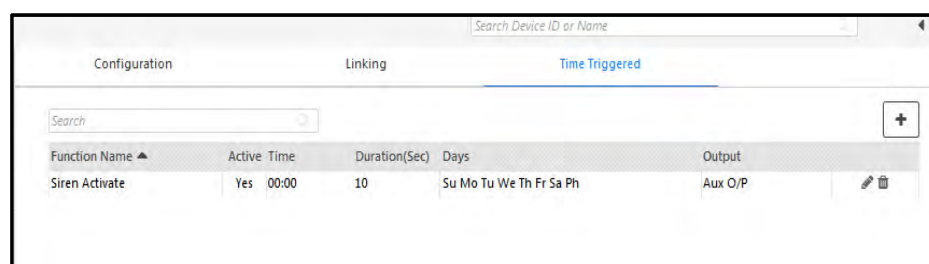 Search Device ID or Name
Configuration Linking Time Triggered
Search
+
Function Name ▲ Active Time Duration(Sec) Days Output
Siren Activate Yes 00:00 10 Su Mo Tu We Th Fr Sa Ph Aux O/P